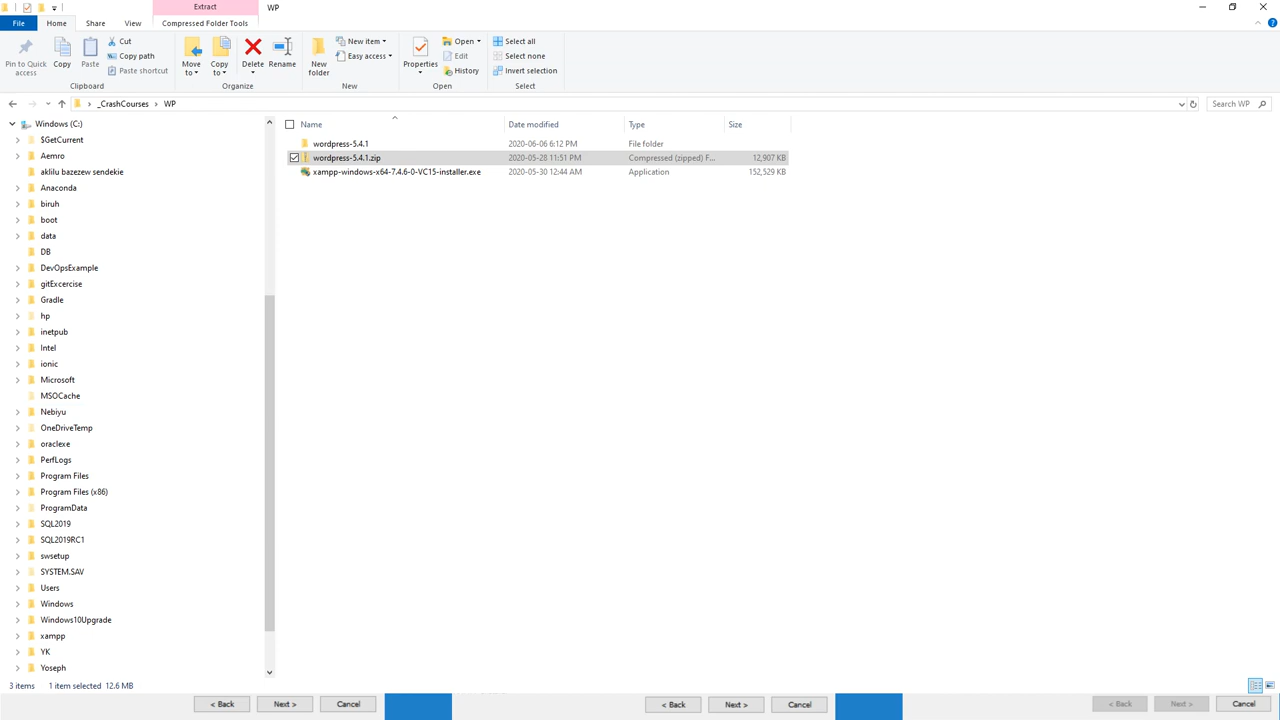 Extract
WP
File
Home
Share
View
Compressed Folder Tools
Pin to Quick access
Copy
Paste
Cut
Copy path
Paste shortcut
Clipboard
Move to
Copy to
Delete
Rename
Organize
New folder
New item
Easy access
New
Properties
Open
Edit
History
Open
Select all
Select none
Invert selection
Select
_CrashCourses > WP
Search WP
Windows (C:)
$GetCurrent
Aemro
aklilu bazezew sendekie
Anaconda
biruh
boot
data
DB
DevOpsExample
gitExcercise
Gradle
hp
inetpub
Intel
ionic
Microsoft
MSOCache
Nebiyu
OneDriveTemp
oraclexe
PerfLogs
Program Files
Program Files (x86)
ProgramData
SQL2019
SQL2019RC1
swsetup
SYSTEM.SAV
Users
Windows
Windows10Upgrade
xampp
YK
Yoseph
Name Date modified Type Size
wordpress-5.4.1 2020-06-06 6:12 PM File folder
wordpress-5.4.1.zip 2020-05-28 11:51 PM Compressed (zipped) F... 12,907 KB
xampp-windows-x64-7.4.6-0-VC15-installer.exe 2020-05-30 12:44 AM Application 152,529 KB
3 items 1 item selected 12.6 MB
< Back Next > Cancel < Back Next > Cancel < Back Next > Cancel